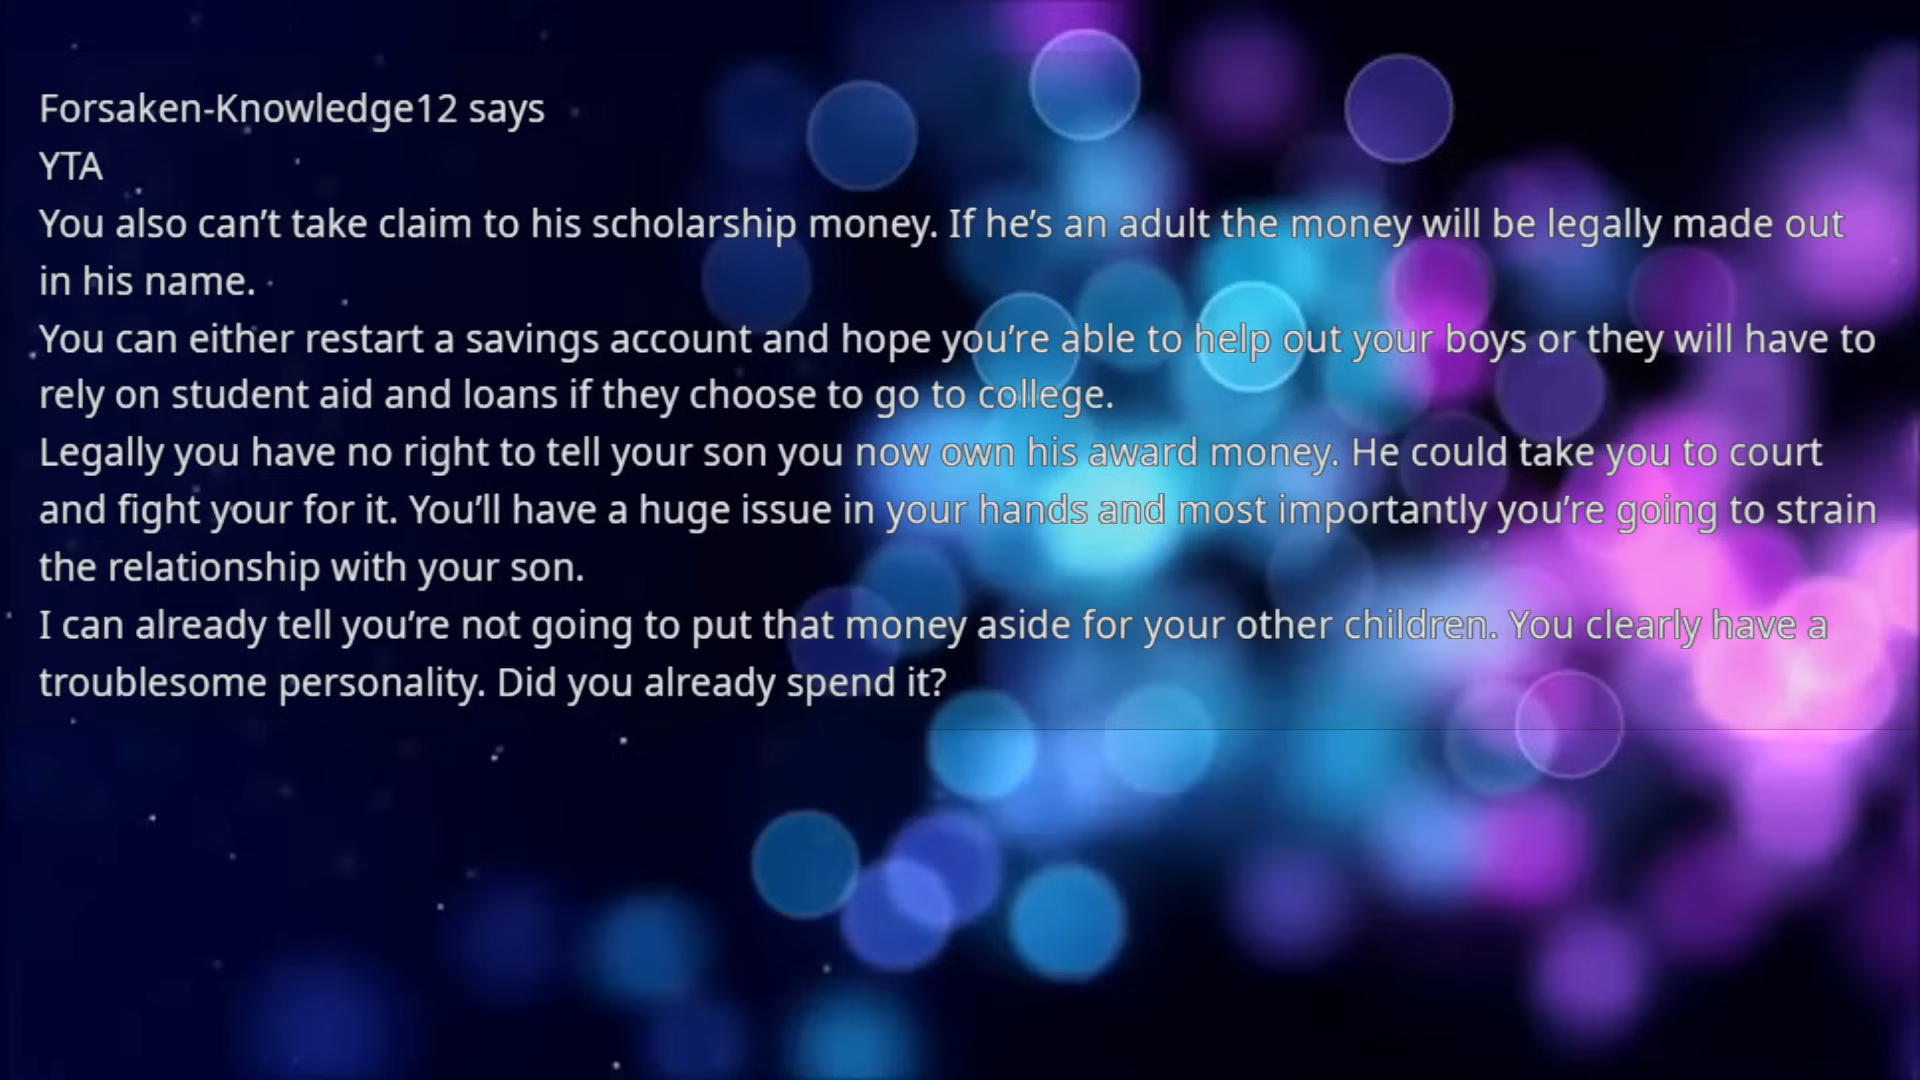 Forsaken-Knowledge12 says
YTA
You also can’t take claim to his scholarship money. If he’s an adult the money will be legally made out
in his name.
You can either restart a savings account and hope you’re able to help out your boys or they will have to
rely on student aid and loans if they choose to go to college.
Legally you have no right to tell your son you now own his award money. He could take you to court
and fight your for it. You’ll have a huge issue in your hands and most importantly you’re going to strain
the relationship with your son.
I can already tell you’re not going to put that money aside for your other children. You clearly have a
troublesome personality. Did you already spend it?